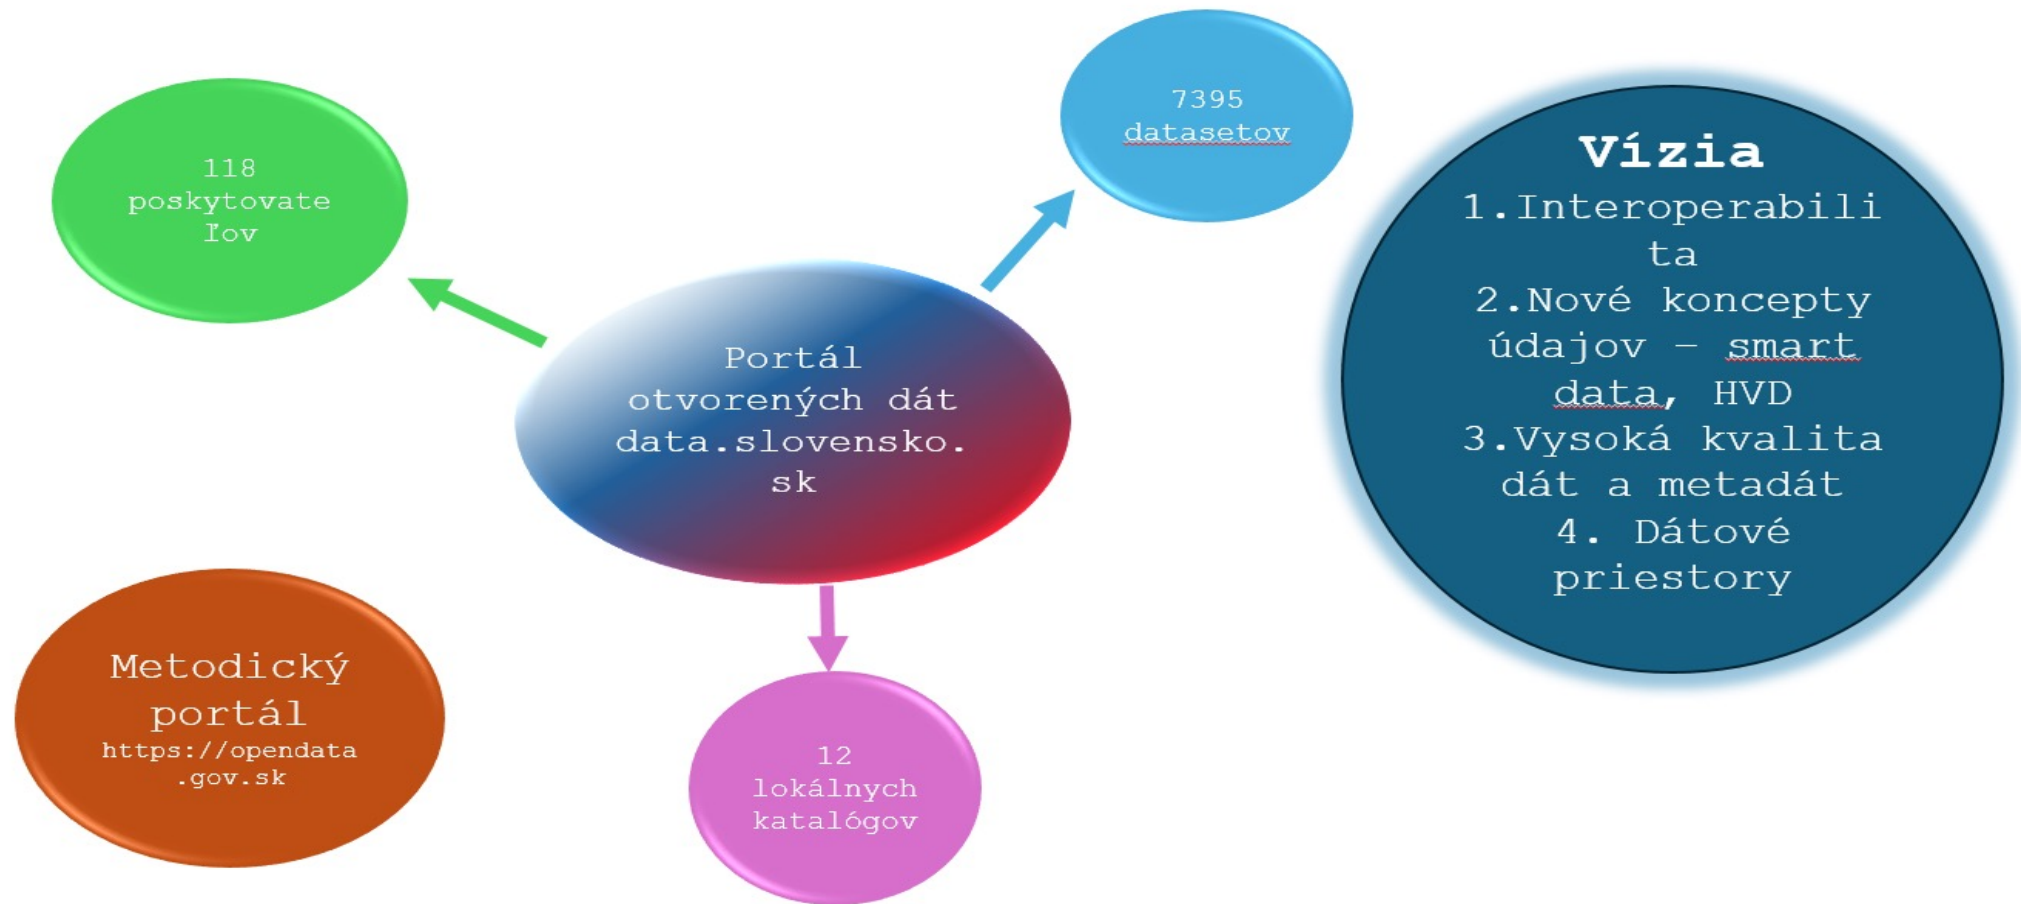 118
poskytovate
ľov
7395
datasetov
Portál
otvorených dát
data.slovensko.
sk
Metodický
portál
https://opendata
.gov.sk
12
lokálnych
katalógov
Vízia
1.Interoperabili
ta
2.Nové koncepty
údajov – smart
data, HVD
3.Vysoká kvalita
dát a metadát
4. Dátové
priestory